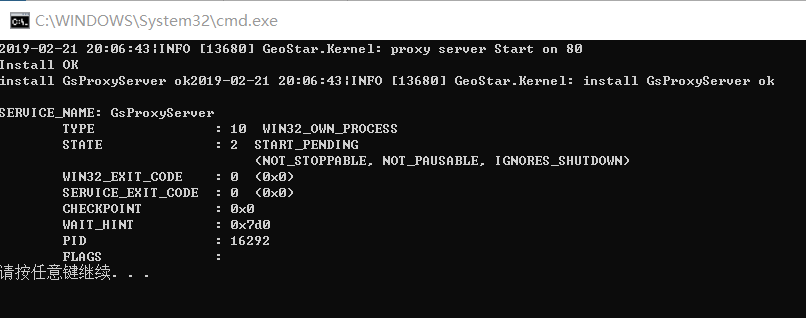 C:\WINDOWS\System32\cmd.exe
2019-02-21 20:06:43|INFO [13680] GeoStar.Kernel: proxy server Start on 80
Install OK
install GsProxyServer ok2019-02-21 20:06:43|INFO [13680] GeoStar.Kernel: install GsProxyServer ok
SERVICE_NAME: GsProxyServer
TYPE : 10 WIN32_OWN_PROCESS
STATE : 2 START_PENDING
(NOT_STOPPABLE, NOT_PAUSABLE, IGNORES_SHUTDOWN)
WIN32_EXIT_CODE : 0 (0x0)
SERVICE_EXIT_CODE : 0 (0x0)
CHECKPOINT : 0x0
WAIT_HINT : 0x7d0
PID : 16292
FLAGS :
请按任意键继续. . .